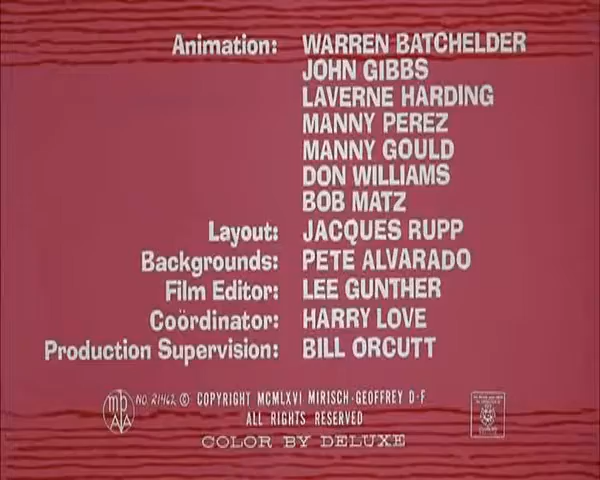 Animation: WARREN BATCHELDER
JOHN GIBBS
LAVERNE HARDING
MANNY PEREZ
MANNY GOULD
DON WILLIAMS
BOB MATZ
Layout: JACQUES RUPP
Backgrounds: PETE ALVARADO
Film Editor: LEE GUNTHER
Coördinator: HARRY LOVE
Production Supervision: BILL ORCUTT
NO. 21462 © COPYRIGHT MCMLXVI MIRISCH-GEOFFREY D-F
ALL RIGHTS RESERVED
COLOR BY DELUXE